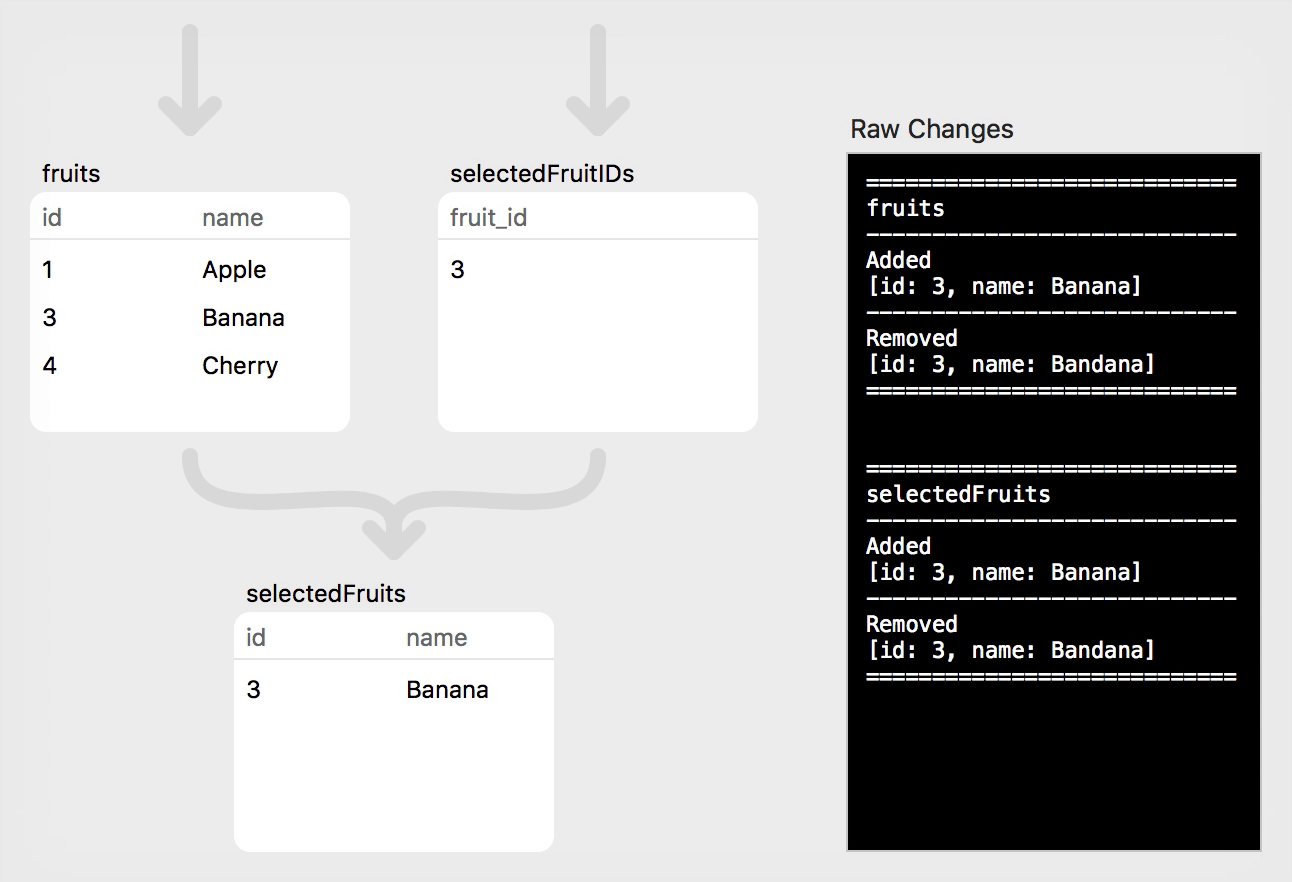 fruits
id name
1 Apple
3 Banana
4 Cherry
selectedFruitIDs
fruit_id
3
selectedFruits
id name
3 Banana
Raw Changes
============================
fruits
----------------------------
Added
[id: 3, name: Banana]
----------------------------
Removed
[id: 3, name: Bandana]
============================
============================
selectedFruits
----------------------------
Added
[id: 3, name: Banana]
----------------------------
Removed
[id: 3, name: Bandana]
============================